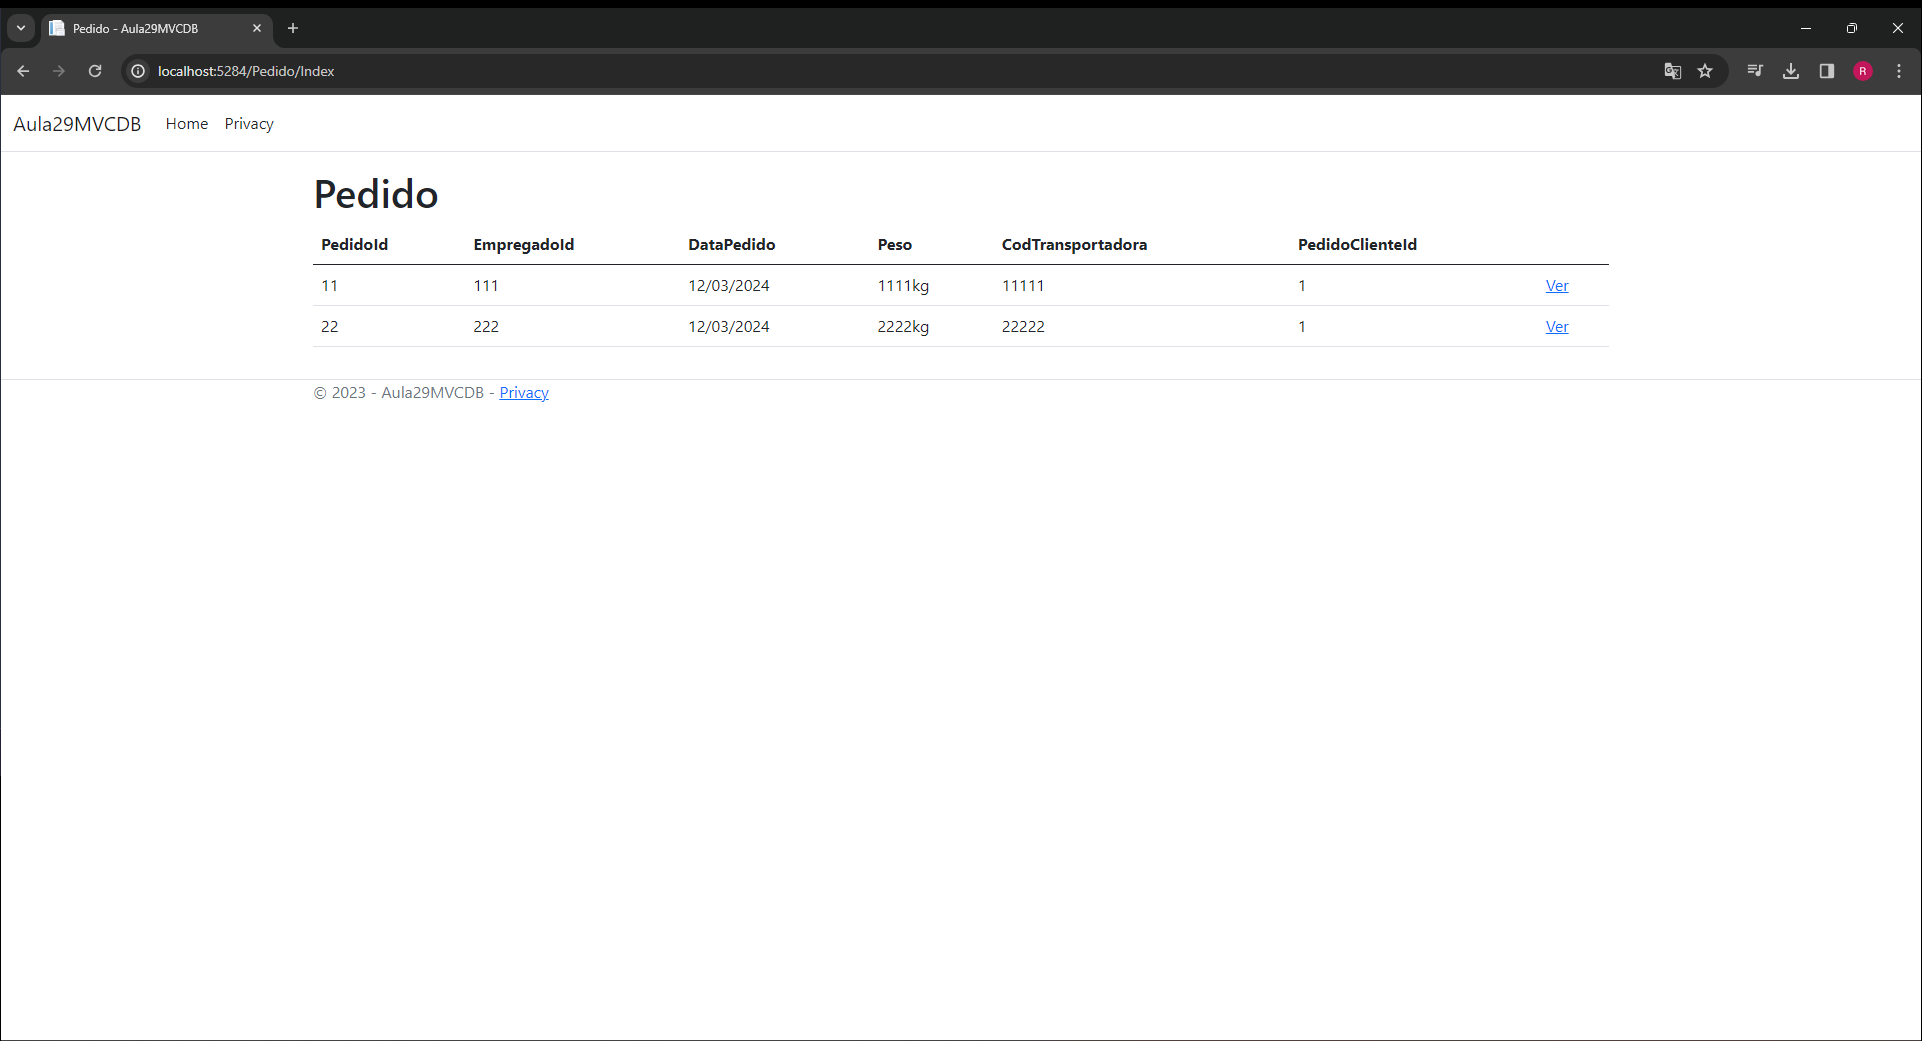 Pedido - Aula29MVCDB
localhost:5284/Pedido/Index
R
Aula29MVCDB Home Privacy
Pedido
PedidoId EmpregadoId DataPedido Peso CodTransportadora PedidoClienteId
11 111 12/03/2024 1111kg 11111 1 Ver
22 222 12/03/2024 2222kg 22222 1 Ver
© 2023 - Aula29MVCDB - Privacy